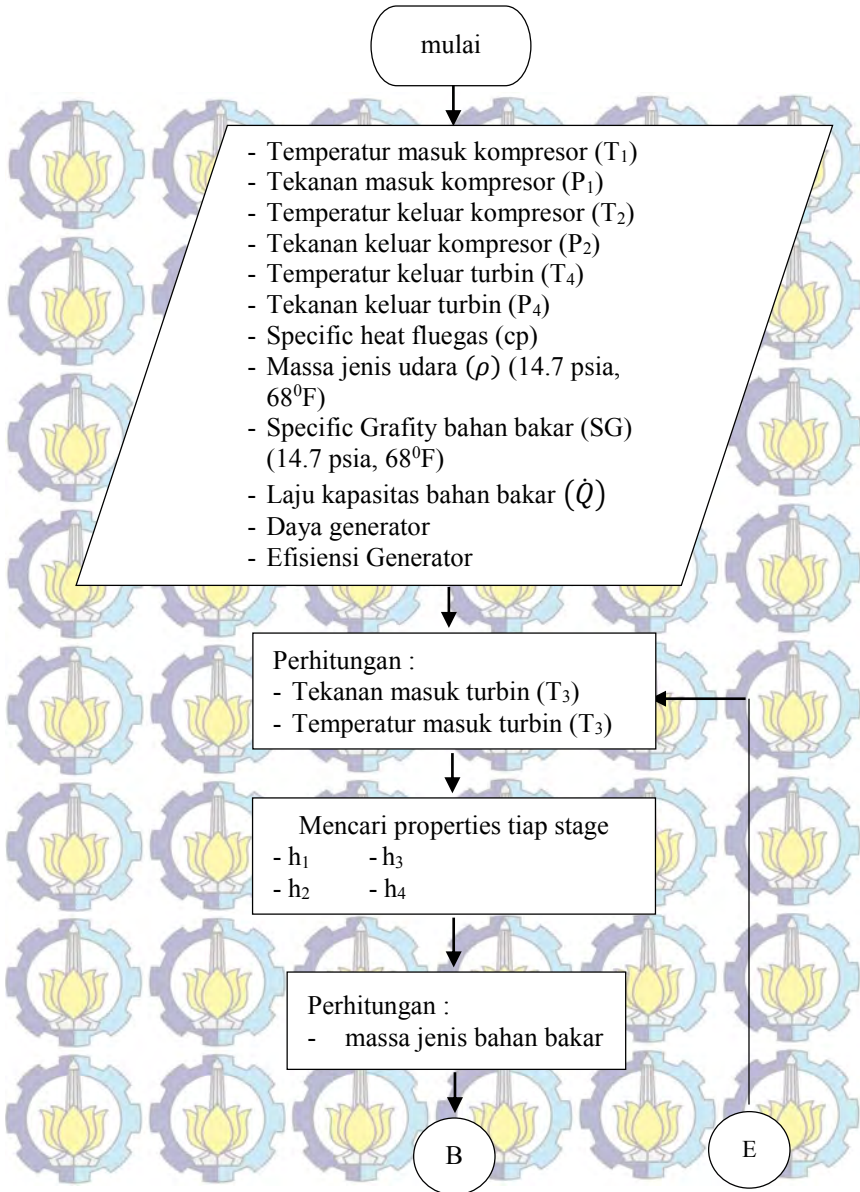 mulai
- Temperatur masuk kompresor (T₁)
- Tekanan masuk kompresor (P₁)
- Temperatur keluar kompresor (T₂)
- Tekanan keluar kompresor (P₂)
- Temperatur keluar turbin (T₄)
- Tekanan keluar turbin (P₄)
- Specific heat fluegas (cp)
- Massa jenis udara (ρ) (14.7 psia,
68⁰F)
- Specific Grafity bahan bakar (SG)
(14.7 psia, 68⁰F)
- Laju kapasitas bahan bakar (Q̇)
- Daya generator
- Efisiensi Generator
Perhitungan :
- Tekanan masuk turbin (T₃)
- Temperatur masuk turbin (T₃)
Mencari properties tiap stage
- h₁ - h₃
- h₂ - h₄
Perhitungan :
- massa jenis bahan bakar
B
E